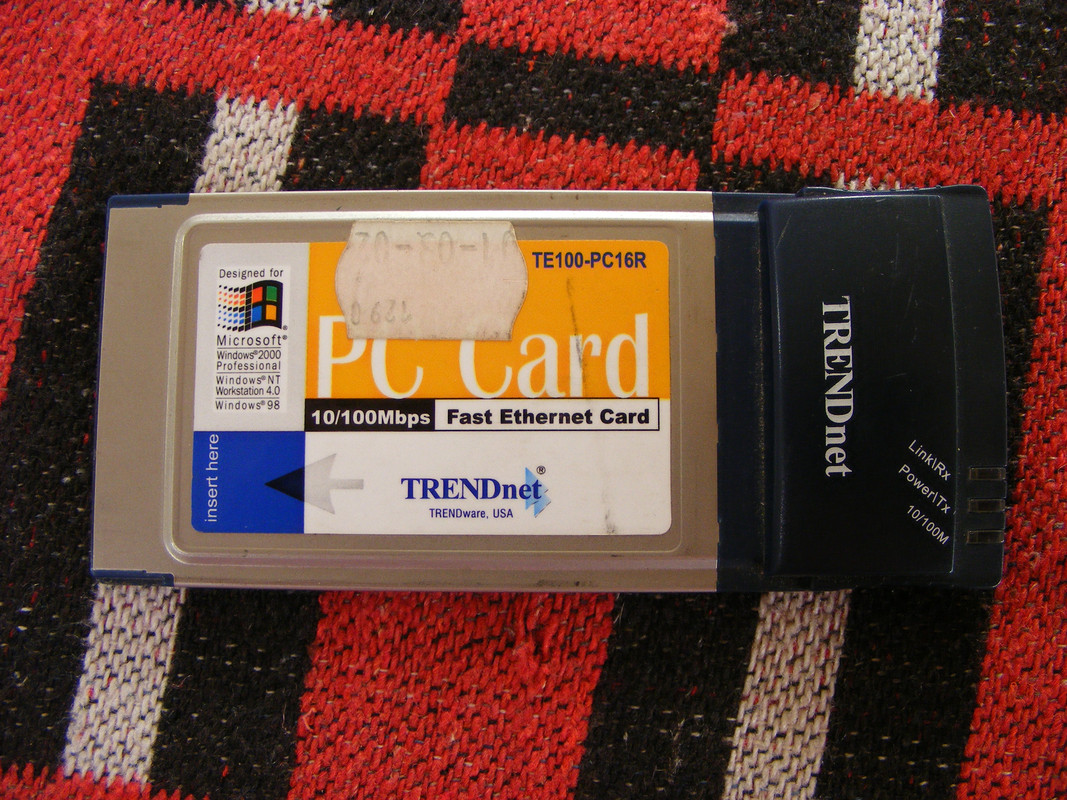 TE100-PC16R
Designed for
Microsoft®
Windows®2000
Professional
Windows® NT
Workstation 4.0
Windows® 98
PC Card
10/100Mbps Fast Ethernet Card
insert here
TRENDnet®
TRENDware, USA
TRENDnet
Link\Rx
Power\Tx
10/100M